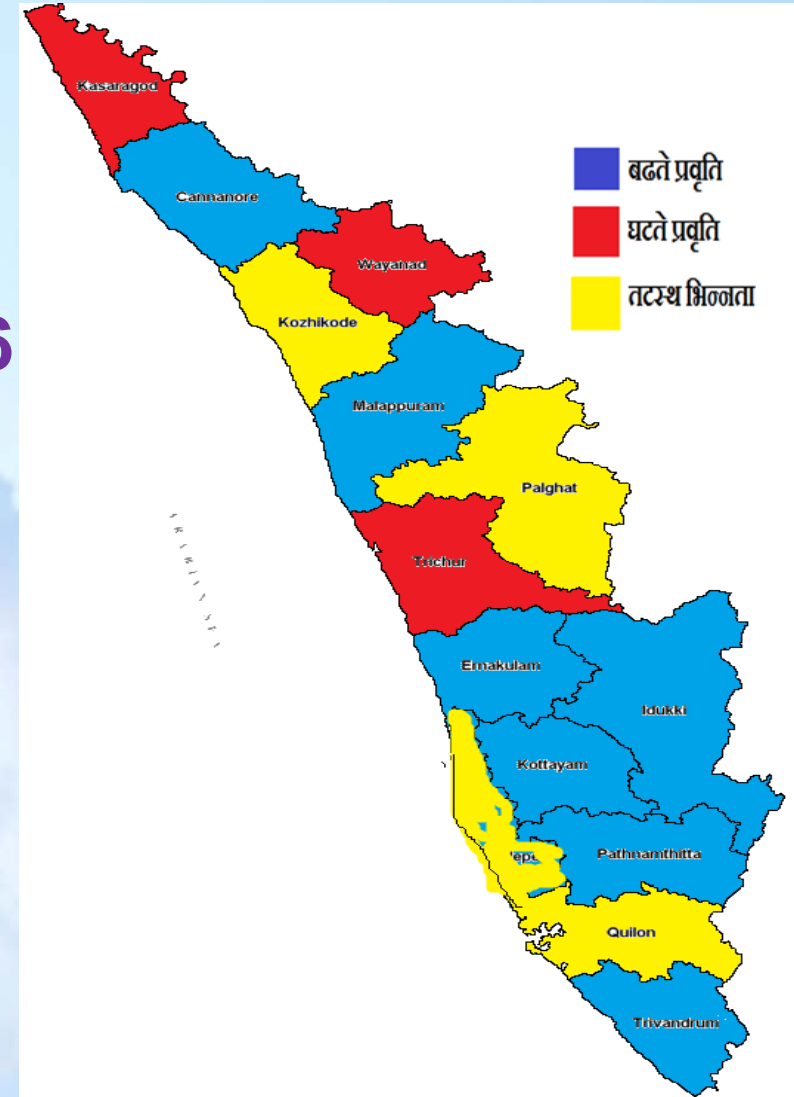 Kasaragod
Cannanore
Wayanad
Kozhikode
Malappuram
Palghat
Trichur
Ernakulam
Idukki
Kottayam
Pathnamthitta
Quilon
Trivandrum
बढते प्रवृति
घटते प्रवृति
तटस्थ भिन्नता
6